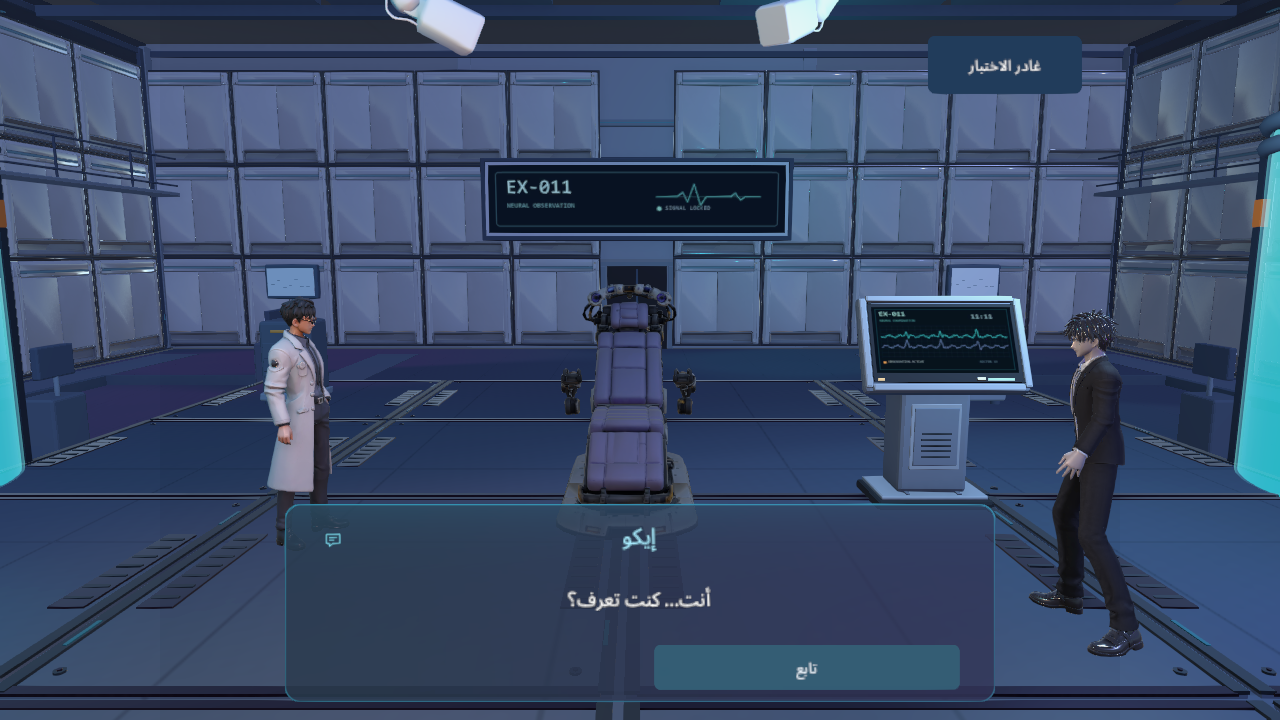 غادر الاختبار
EX-011
NEURAL OBSERVATION
SIGNAL LOCKED
EX-011
11:11
إيكو
أنت... كنت تعرف؟
تابع